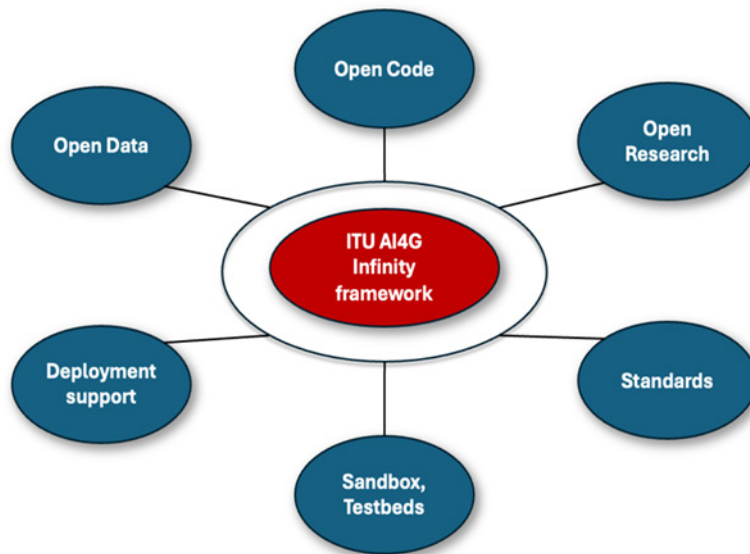 Open Code
Open Data
Open
Research
ITU AI4G
Infinity
framework
Deployment
support
Standards
Sandbox,
Testbeds